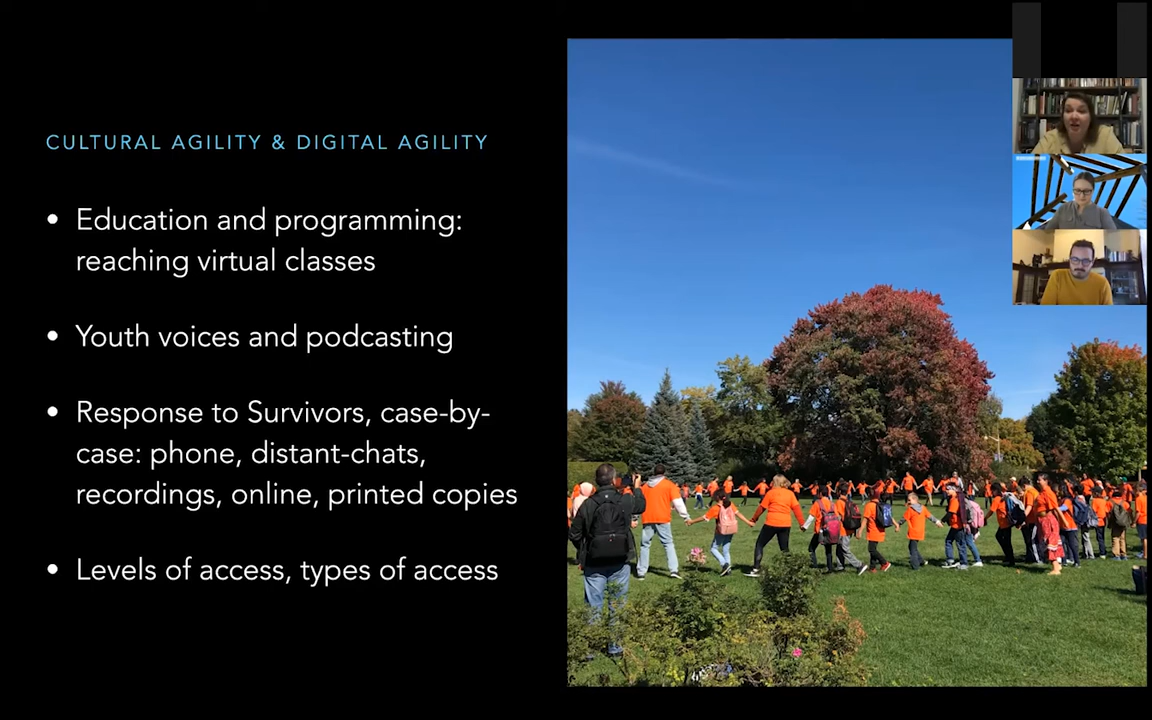 CULTURAL AGILITY & DIGITAL AGILITY
• Education and programming:
reaching virtual classes
• Youth voices and podcasting
• Response to Survivors, case-by-
case: phone, distant-chats,
recordings, online, printed copies
• Levels of access, types of access